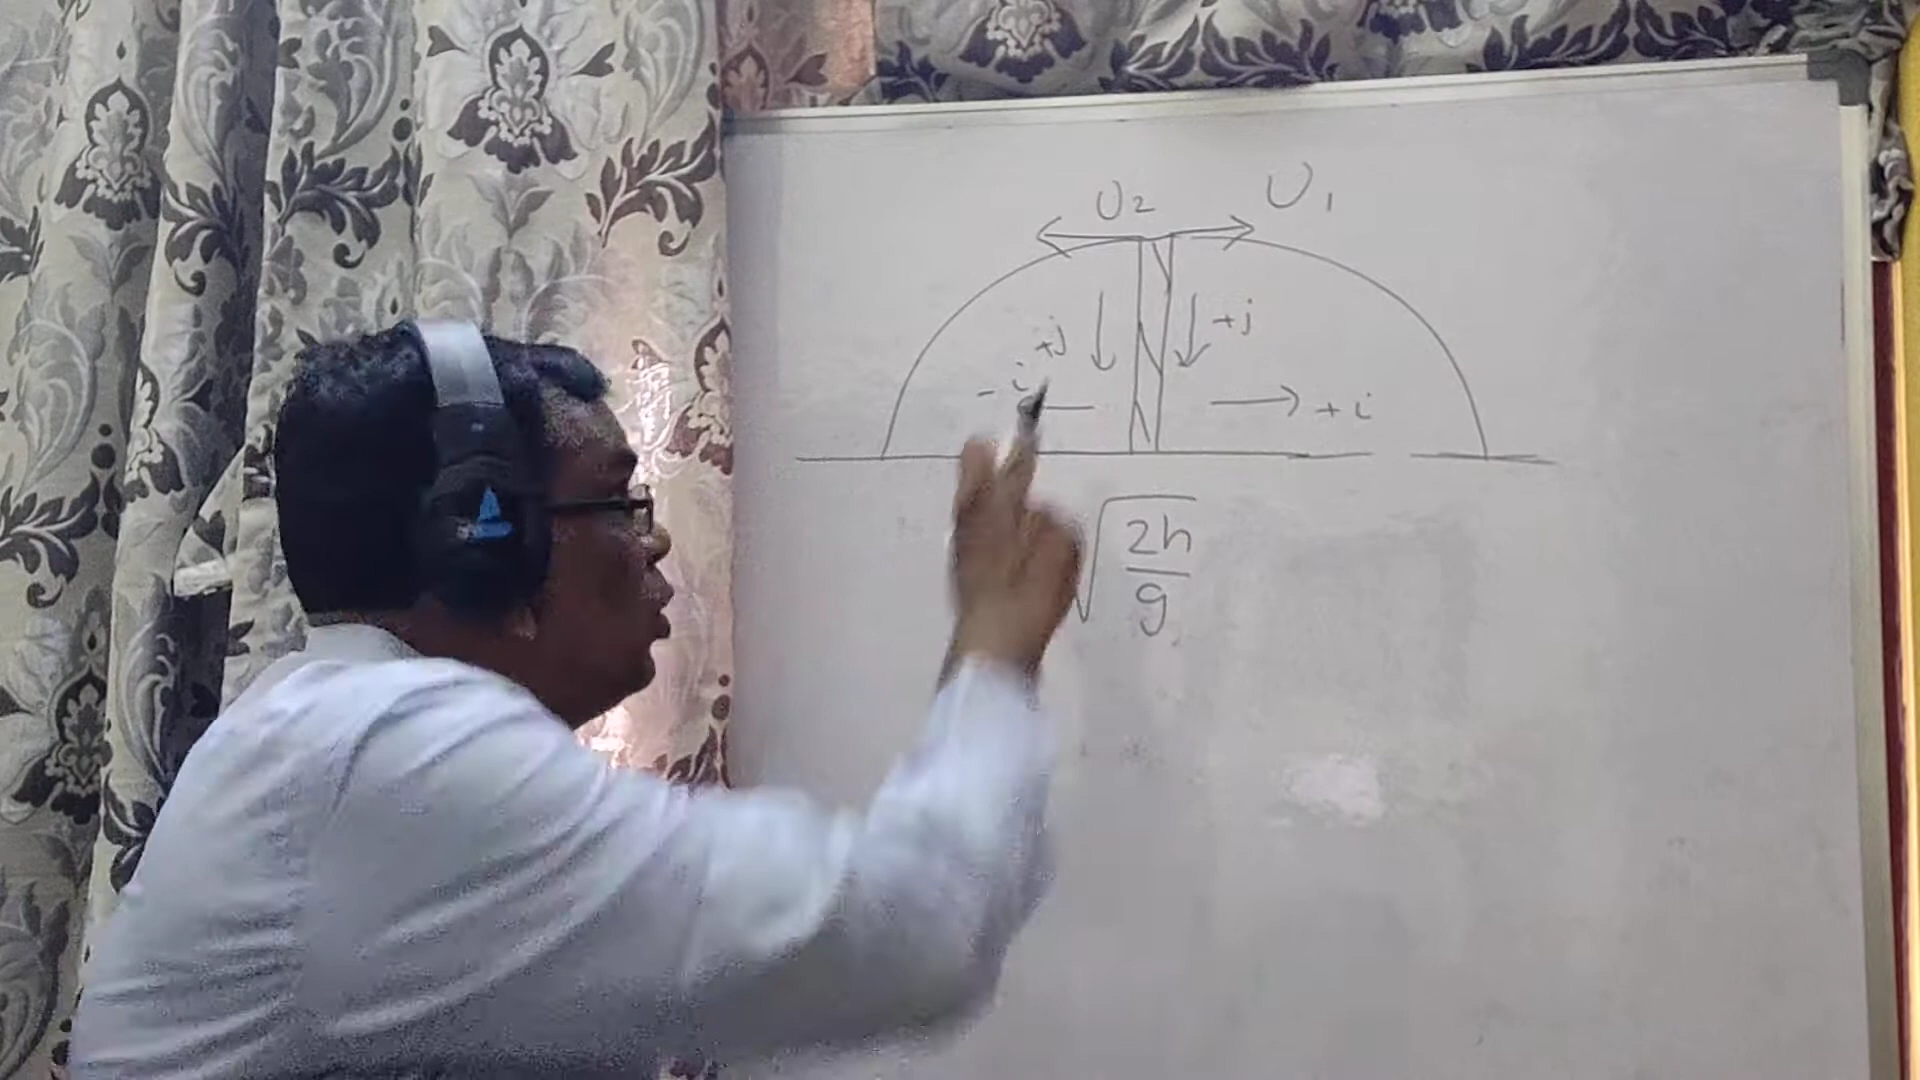 U2 U1
+j +j
-i +i
√(2h/g)